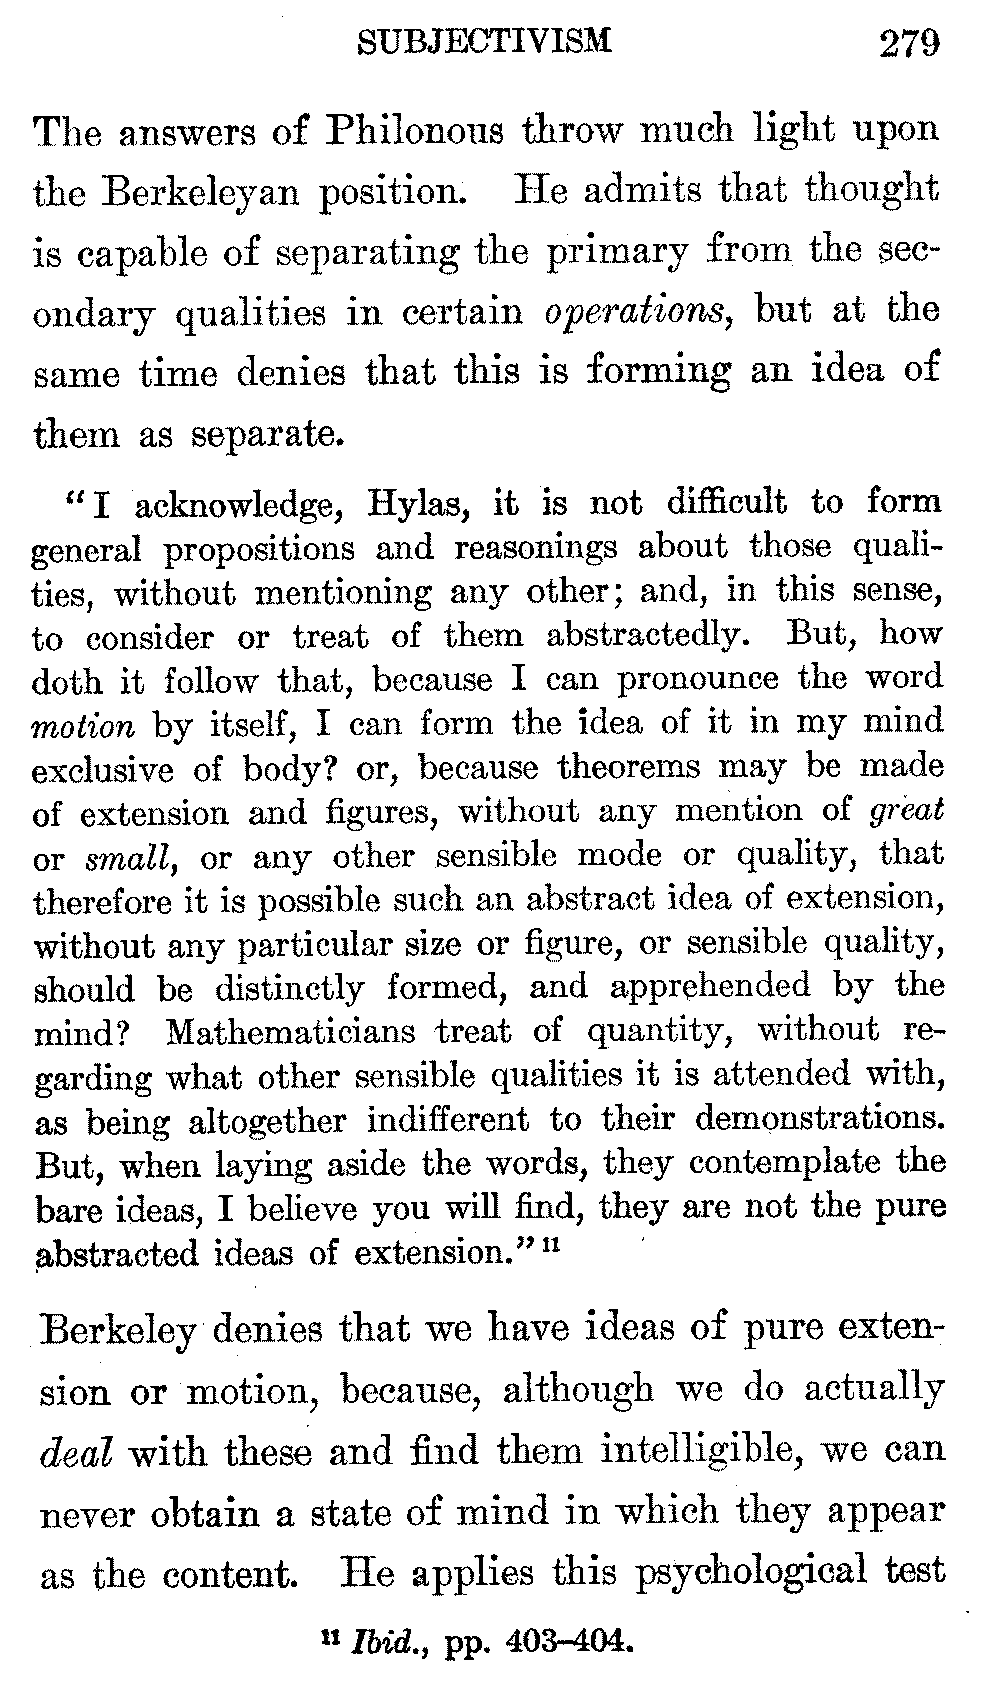 SUBJECTIVISM 279
The answers of Philonous throw much light upon
the Berkeleyan position. He admits that thought
is capable of separating the primary from the sec-
ondary qualities in certain operations, but at the
same time denies that this is forming an idea of
them as separate.
"I acknowledge, Hylas, it is not difficult to form
general propositions and reasonings about those quali-
ties, without mentioning any other; and, in this sense,
to consider or treat of them abstractedly. But, how
doth it follow that, because I can pronounce the word
motion by itself, I can form the idea of it in my mind
exclusive of body? or, because theorems may be made
of extension and figures, without any mention of great
or small, or any other sensible mode or quality, that
therefore it is possible such an abstract idea of extension,
without any particular size or figure, or sensible quality,
should be distinctly formed, and apprehended by the
mind? Mathematicians treat of quantity, without re-
garding what other sensible qualities it is attended with,
as being altogether indifferent to their demonstrations.
But, when laying aside the words, they contemplate the
bare ideas, I believe you will find, they are not the pure
abstracted ideas of extension." 11
Berkeley denies that we have ideas of pure exten-
sion or motion, because, although we do actually
deal with these and find them intelligible, we can
never obtain a state of mind in which they appear
as the content. He applies this psychological test
11 Ibid., pp. 403–404.